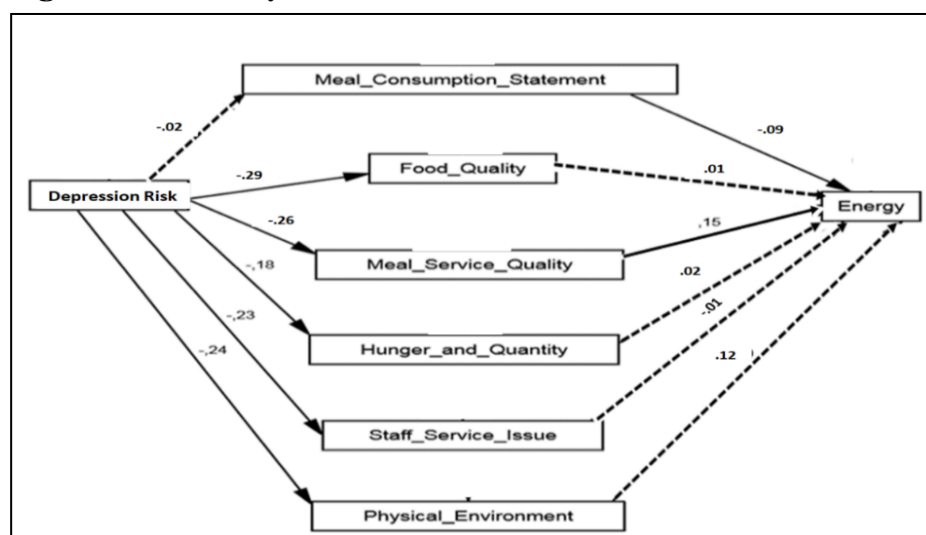 Meal_Consumption_Statement
-.02
-.09
Food_Quality
-.29
.01
Depression Risk
Energy
-.26
,15
Meal_Service_Quality
-,18
.02
-.01
Hunger_and_Quantity
-,23
-,24
.12
Staff_Service_Issue
Physical_Environment